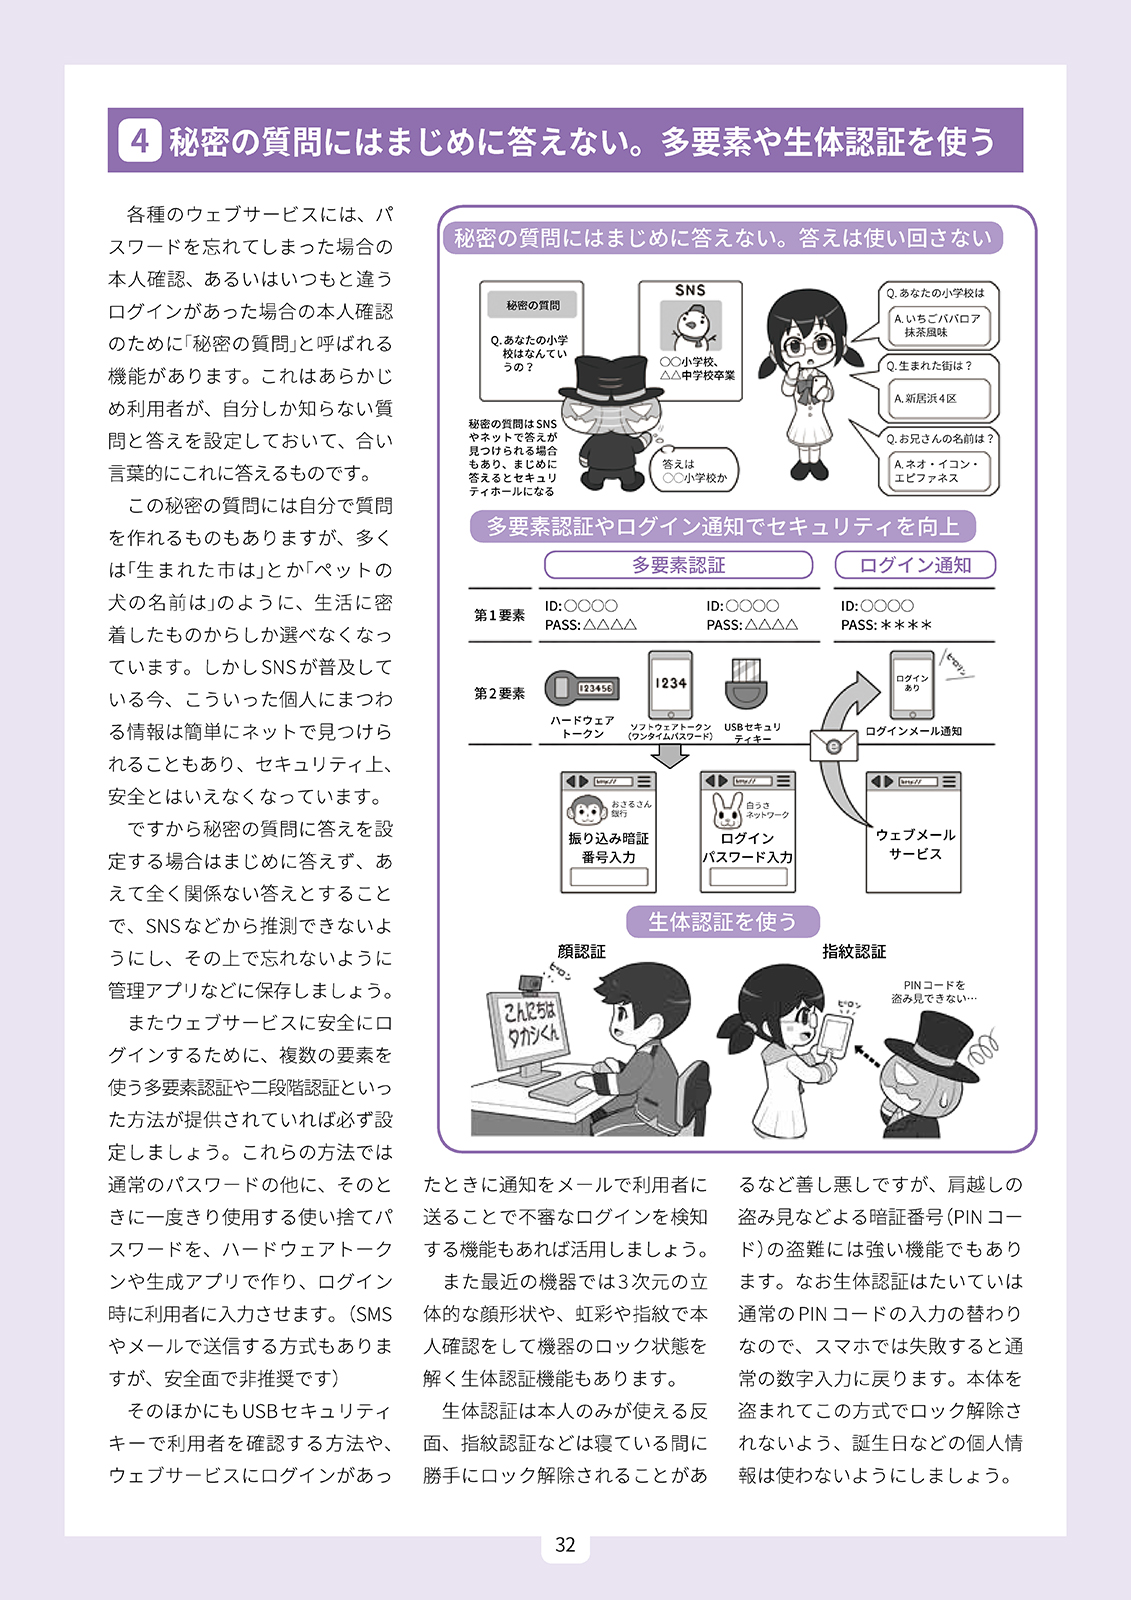 4 秘密の質問にはまじめに答えない。多要素や生体認証を使う
各種のウェブサービスには、パ
スワードを忘れてしまった場合の
本人確認、あるいはいつもと違う
ログインがあった場合の本人確認
のために「秘密の質問」と呼ばれる
機能があります。これはあらかじ
め利用者が、自分しか知らない質
問と答えを設定しておいて、合い
言葉的にこれに答えるものです。
この秘密の質問には自分で質問
を作れるものもありますが、多く
は「生まれた市は」とか「ペットの
犬の名前は」のように、生活に密
着したものからしか選べなくなっ
ています。しかしSNSが普及して
いる今、こういった個人にまつわ
る情報は簡単にネットで見つけら
れることもあり、セキュリティ上、
安全とはいえなくなっています。
ですから秘密の質問に答えを設
定する場合はまじめに答えず、あ
えて全く関係ない答えとすること
で、SNSなどから推測できないよ
うにし、その上で忘れないように
管理アプリなどに保存しましょう。
またウェブサービスに安全にロ
グインするために、複数の要素を
使う多要素認証や二段階認証といっ
た方法が提供されていれば必ず設
定しましょう。これらの方法では
通常のパスワードの他に、そのと
きに一度きり使用する使い捨てパ
スワードを、ハードウェアトーク
ンや生成アプリで作り、ログイン
時に利用者に入力させます。（SMS
やメールで送信する方式もありま
すが、安全面で非推奨です）
そのほかにもUSBセキュリティ
キーで利用者を確認する方法や、
ウェブサービスにログインがあっ
秘密の質問にはまじめに答えない。答えは使い回さない
秘密の質問
Q.あなたの小学
校はなんてい
うの？
SNS
○○小学校、
△△中学校卒業
秘密の質問はSNS
やネットで答えが
見つけられる場合
もあり、まじめに
答えるとセキュリ
ティホールになる
答えは
○○小学校か
Q.あなたの小学校は
A.いちごババロア
抹茶風味
Q.生まれた街は？
A.新居浜4区
Q.お兄さんの名前は？
A.ネオ・イコン・
エピファネス
多要素認証やログイン通知でセキュリティを向上
多要素認証
ログイン通知
第1要素
ID:○○○○
PASS:△△△△
ID:○○○○
PASS:△△△△
ID:○○○○
PASS:＊＊＊＊
第2要素
123456
ハードウェア
トークン
1234
ソフトウェアトークン
（ワンタイムパスワード）
USBセキュリ
ティキー
ログイン
あり
ピロリン
ログインメール通知
e
http://
おさるさん
銀行
振り込み暗証
番号入力
http://
白うさ
ネットワーク
ログイン
パスワード入力
http://
ウェブメール
サービス
生体認証を使う
顔認証
ピロン
こんにちは
タカシくん
指紋認証
ピロン
PINコードを
盗み見できない…
たときに通知をメールで利用者に
送ることで不審なログインを検知
する機能もあれば活用しましょう。
また最近の機器では3次元の立
体的な顔形状や、虹彩や指紋で本
人確認をして機器のロック状態を
解く生体認証機能もあります。
生体認証は本人のみが使える反
面、指紋認証などは寝ている間に
勝手にロック解除されることがあ
るなど善し悪しですが、肩越しの
盗み見などよる暗証番号（PINコー
ド）の盗難には強い機能でもあり
ます。なお生体認証はたいていは
通常のPINコードの入力の替わり
なので、スマホでは失敗すると通
常の数字入力に戻ります。本体を
盗まれてこの方式でロック解除さ
れないよう、誕生日などの個人情
報は使わないようにしましょう。
32